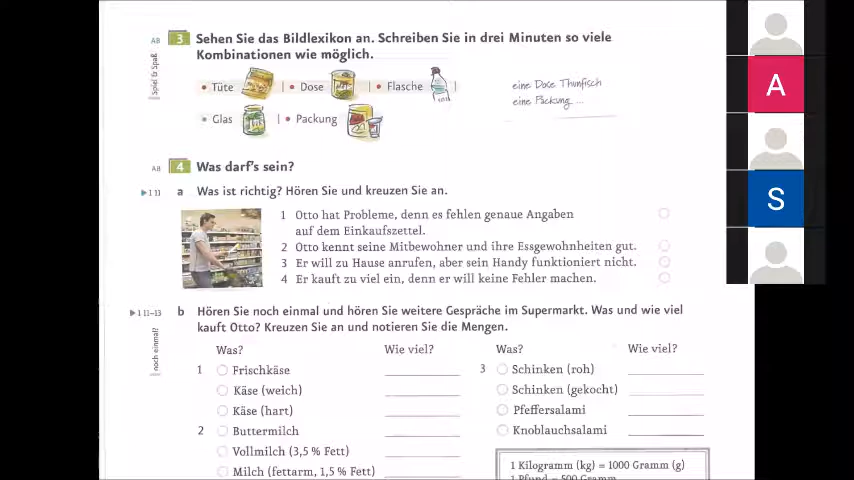 AB 3 Sehen Sie das Bildlexikon an. Schreiben Sie in drei Minuten so viele
Kombinationen wie möglich.
Spiel & Spaß
• Tüte | • Dose | • Flasche |
• Glas | • Packung
eine Dose Thunfisch
eine Packung ...
AB 4 Was darf's sein?
▶ 1 11 a Was ist richtig? Hören Sie und kreuzen Sie an.
1 Otto hat Probleme, denn es fehlen genaue Angaben
auf dem Einkaufszettel.
2 Otto kennt seine Mitbewohner und ihre Essgewohnheiten gut.
3 Er will zu Hause anrufen, aber sein Handy funktioniert nicht.
4 Er kauft zu viel ein, denn er will keine Fehler machen.
▶ 1 11–13 b Hören Sie noch einmal und hören Sie weitere Gespräche im Supermarkt. Was und wie viel
kauft Otto? Kreuzen Sie an und notieren Sie die Mengen.
noch einmal?
Was? Wie viel?
1 Frischkäse
Käse (weich)
Käse (hart)
2 Buttermilch
Vollmilch (3,5 % Fett)
Milch (fettarm, 1,5 % Fett)
Was? Wie viel?
3 Schinken (roh)
Schinken (gekocht)
Pfeffersalami
Knoblauchsalami
1 Kilogramm (kg) = 1000 Gramm (g)
1 Pfund = 500 Gramm
A
S